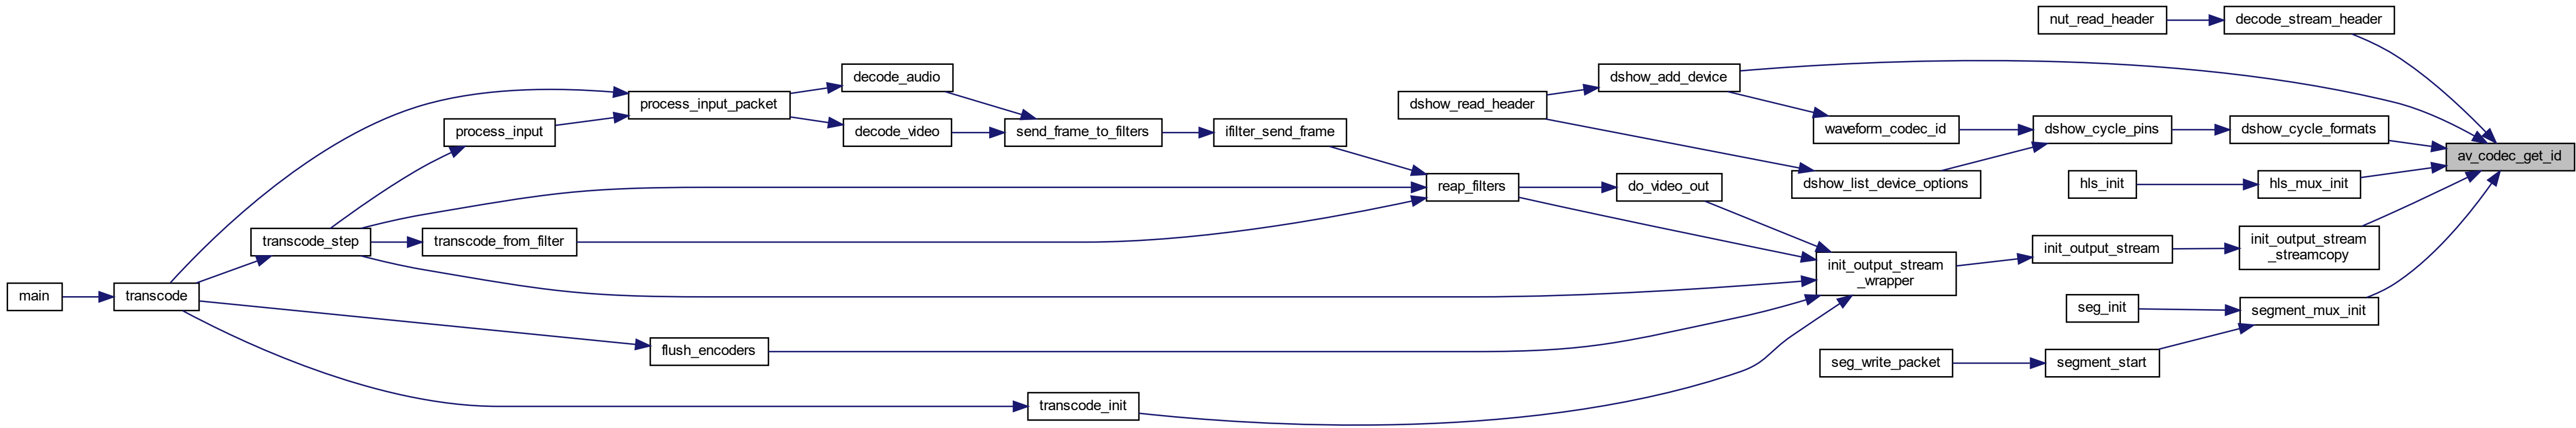 nut_read_header
decode_stream_header
decode_audio
dshow_add_device
process_input_packet
dshow_read_header
process_input
decode_video
send_frame_to_filters
ifilter_send_frame
waveform_codec_id
dshow_cycle_pins
dshow_cycle_formats
av_codec_get_id
reap_filters
do_video_out
dshow_list_device_options
hls_init
hls_mux_init
transcode_step
transcode_from_filter
init_output_stream
init_output_stream
_streamcopy
init_output_stream
_wrapper
main
transcode
seg_init
segment_mux_init
flush_encoders
seg_write_packet
segment_start
transcode_init